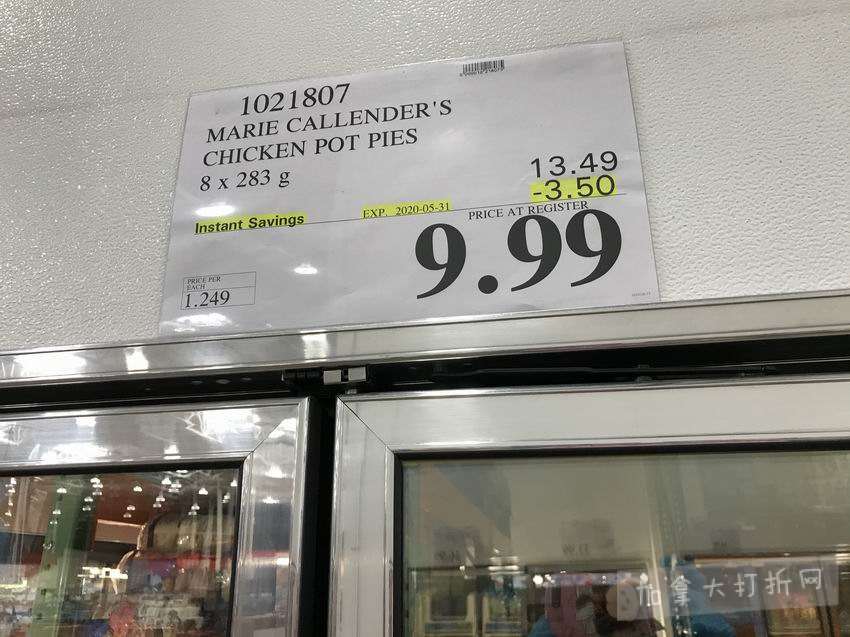 1021807
MARIE CALLENDER'S
CHICKEN POT PIES
8 x 283 g
13.49
-3.50
Instant Savings
EXP. 2020-05-31
PRICE AT REGISTER
9.99
PRICE PER
EACH
1.249
加拿大打折网